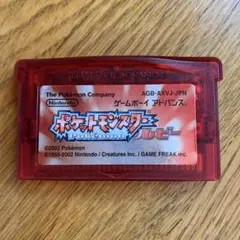 The Pokémon Company
AGB-AXVJ-JPN
Nintendo
ゲームボーイ アドバンス
ポケットモンスター
ルビー
©2002 Pokémon
©1995-2002 Nintendo / Creatures inc. / GAME FREAK inc.